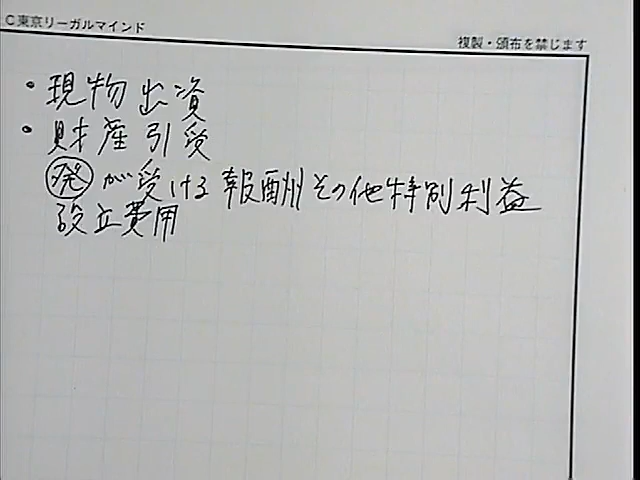 C東京リーガルマインド
複製・頒布を禁じます
・現物出資
・財産引受
発が受ける報酬その他特別利益
設立費用